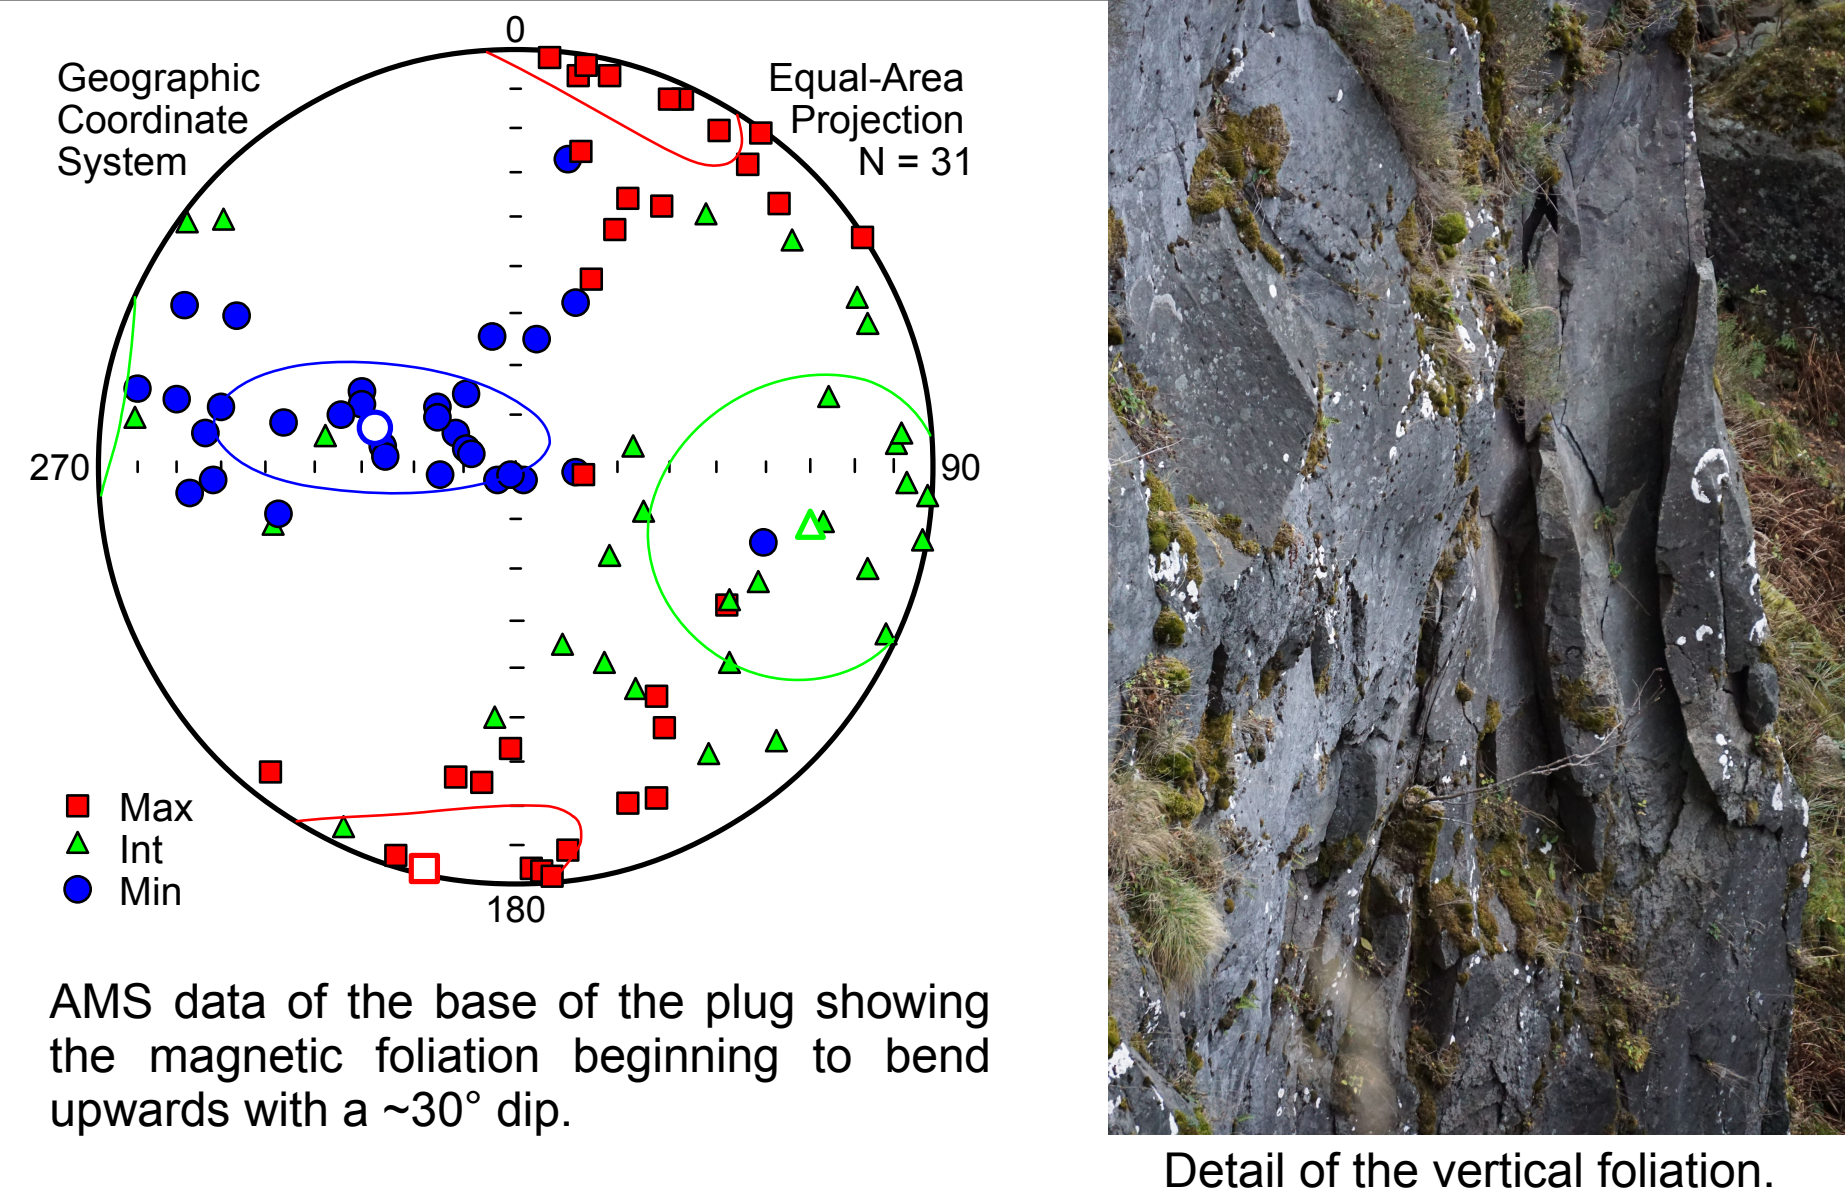 0
Geographic
Coordinate
System
Equal-Area
Projection
N = 31
270
90
180
Max
Int
Min
AMS data of the base of the plug showing
the magnetic foliation beginning to bend
upwards with a ~30° dip.
Detail of the vertical foliation.